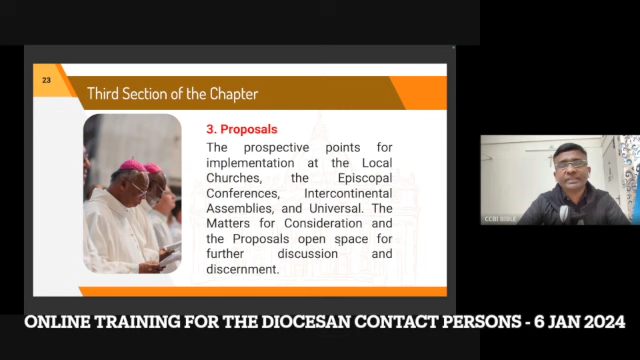 23
Third Section of the Chapter
3. Proposals
The prospective points for
implementation at the Local
Churches, the Episcopal
Conferences, Intercontinental
Assemblies, and Universal. The
Matters for Consideration and
the Proposals open space for
further discussion and
discernment.
CCBI BIBLE
ONLINE TRAINING FOR THE DIOCESAN CONTACT PERSONS - 6 JAN 2024